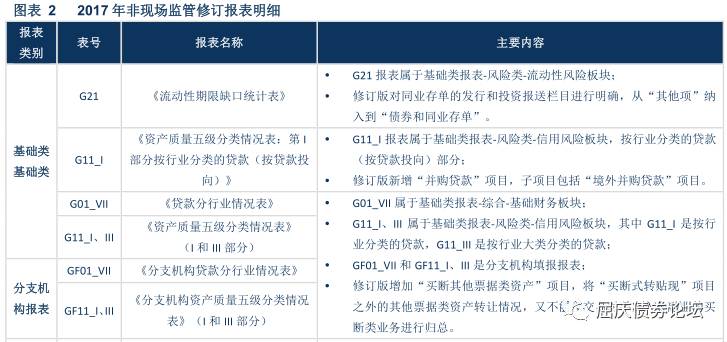 图表 2 2017 年非现场监管修订报表明细
报表
类别
表号
报表名称
主要内容
基础类
基础类
G21
《流动性期限缺口统计表》
• G21 报表属于基础类报表-风险类-流动性风险板块；
• 修订版对同业存单的发行和投资报送栏目进行明确，从“其他项”纳
入到“债券和同业存单”。
G11_I
《资产质量五级分类情况表：第 I
部分按行业分类的贷款（按贷款投
向）》
• G11_I 报表属于基础类报表-风险类-信用风险板块，按行业分类的贷款
（按贷款投向）部分；
• 修订版新增“并购贷款”项目，子项目包括“境外并购贷款”项目。
G01_VII
《贷款分行业情况表》
G11_I、III
《资产质量五级分类情况表》
（I 和 III 部分）
• G01_VII 属于基础类报表-综合-基础财务板块；
• G11_I、III 属于基础类报表-风险类-信用风险板块，其中 G11_I 是按行
业分类的贷款，G11_III 是按行业大类分类的贷款；
• GF01_VII 和 GF11_I、III 是分支机构填报报表；
• 修订版增加“买断其他票据类资产”项目，将“买断式转贴现”项目
之外的其他票据类资产转让情况，又不
买
断类业务进行归总。
分支机
构报表
GF01_VII
《分支机构贷款分行业情况表》
GF11_I、III
《分支机构资产质量五级分类情况
表》（I 和 III 部分）
屈庆债券论坛